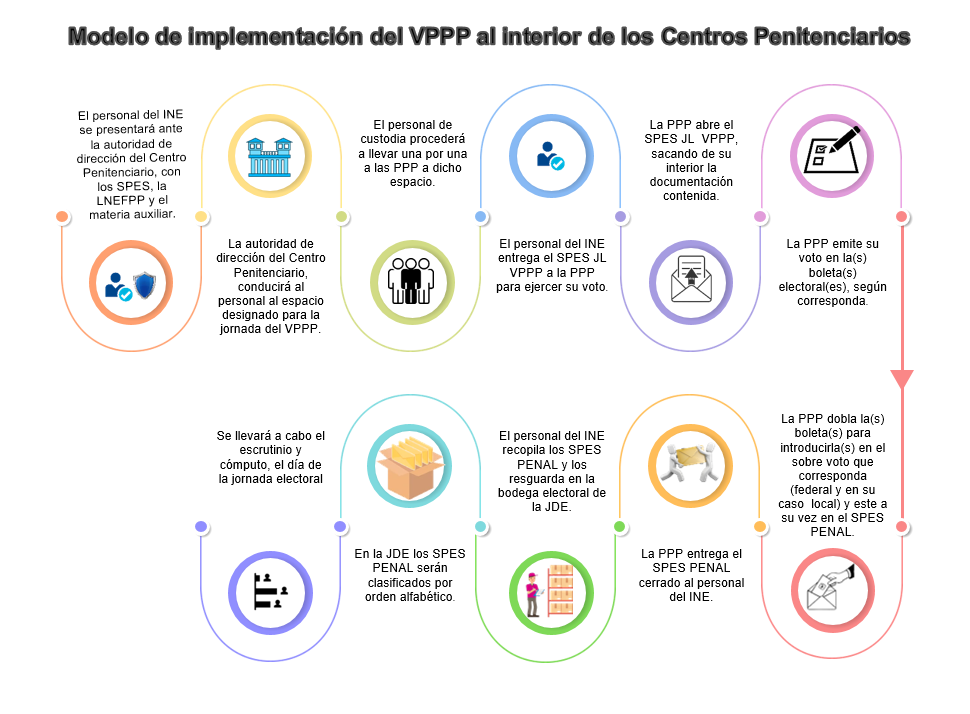 Modelo de implementación del VPPP al interior de los Centros Penitenciarios
El personal del INE
se presentará ante
la autoridad de
dirección del Centro
Penitenciario, con
los SPES, la
LNEFPP y el
materia auxiliar.
La autoridad de
dirección del Centro
Penitenciario,
conducirá al
personal al espacio
designado para la
jornada del VPPP.
El personal de
custodia procederá
a llevar una por una
a las PPP a dicho
espacio.
El personal del INE
entrega el SPES JL
VPPP a la PPP
para ejercer su voto.
La PPP abre el
SPES JL VPPP,
sacando de su
interior la
documentación
contenida.
La PPP emite su
voto en la(s)
boleta(s)
electoral(es), según
corresponda.
La PPP dobla la(s)
boleta(s) para
introducirla(s) en el
sobre voto que
corresponda
(federal y en su
caso local) y este a
su vez en el SPES
PENAL.
La PPP entrega el
SPES PENAL
cerrado al personal
del INE.
El personal del INE
recopila los SPES
PENAL y los
resguarda en la
bodega electoral de
la JDE.
En la JDE los SPES
PENAL serán
clasificados por
orden alfabético.
Se llevará a cabo el
escrutinio y
cómputo, el día de
la jornada electoral